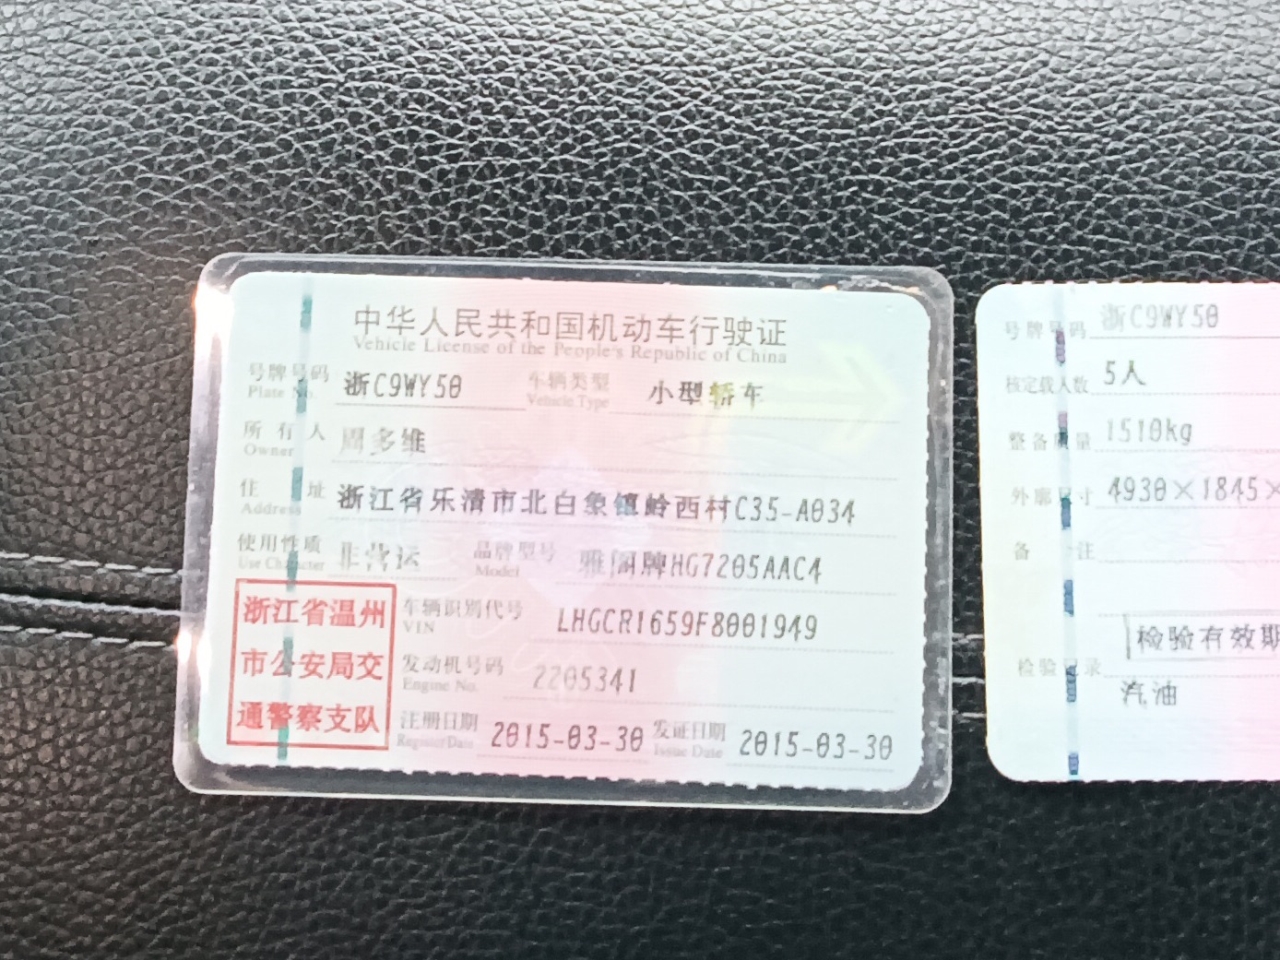 中华人民共和国机动车行驶证
Vehicle License of the People's Republic of China
号牌号码 浙C9WY50 车辆类型 小型轿车
Plate No. Vehicle Type
所有人 周多维
Owner
住址 浙江省乐清市北白象镇岭西村C35-A034
Address
使用性质 非营运 品牌型号 雅阁牌HG7205AAC4
Use Character Model
浙江省温州
市公安局交
通警察支队
车辆识别代号 LHGCR1659F8001949
VIN
发动机号码 2205341
Engine No.
注册日期 2015-03-30 发证日期 2015-03-30
Register Date Issue Date
号牌号码 浙C9WY50
核定载人数 5人
整备质量 1510kg
外廓尺寸 4930×1845×
备注
检验有效期
检验记录
汽油